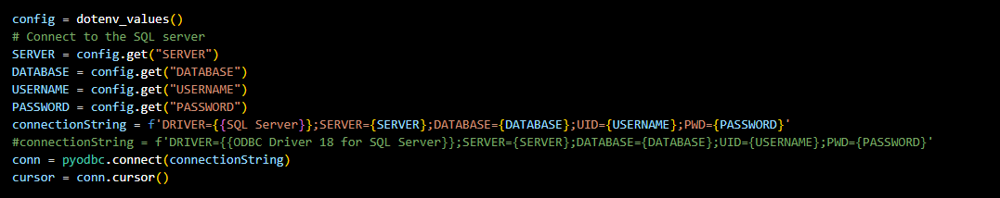 config = dotenv_values()
# Connect to the SQL server
SERVER = config.get("SERVER")
DATABASE = config.get("DATABASE")
USERNAME = config.get("USERNAME")
PASSWORD = config.get("PASSWORD")
connectionString = f'DRIVER={{SQL Server}};SERVER={SERVER};DATABASE={DATABASE};UID={USERNAME};PWD={PASSWORD}'
#connectionString = f'DRIVER={{ODBC Driver 18 for SQL Server}};SERVER={SERVER};DATABASE={DATABASE};UID={USERNAME};PWD={PASSWORD}'
conn = pyodbc.connect(connectionString)
cursor = conn.cursor()